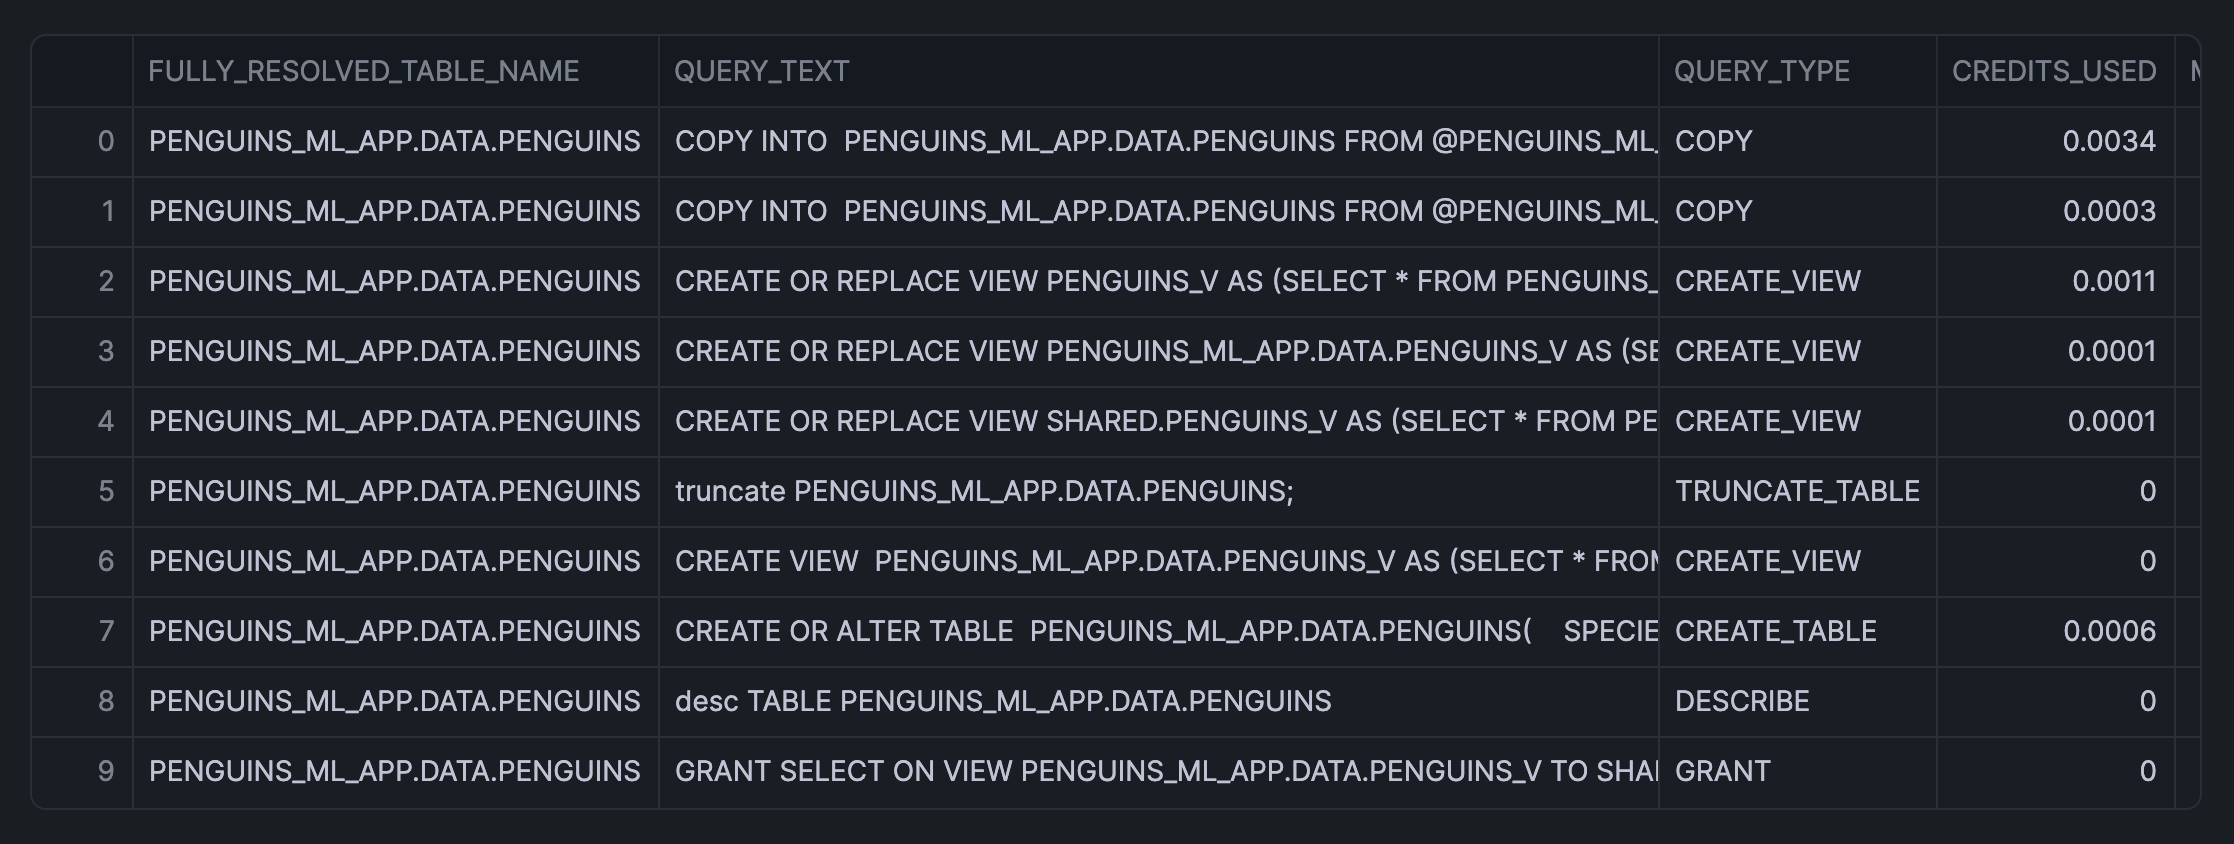 FULLY_RESOLVED_TABLE_NAME QUERY_TEXT QUERY_TYPE CREDITS_USED
0 PENGUINS_ML_APP.DATA.PENGUINS COPY INTO  PENGUINS_ML_APP.DATA.PENGUINS FROM @PENGUINS_ML_ COPY 0.0034
1 PENGUINS_ML_APP.DATA.PENGUINS COPY INTO  PENGUINS_ML_APP.DATA.PENGUINS FROM @PENGUINS_ML_ COPY 0.0003
2 PENGUINS_ML_APP.DATA.PENGUINS CREATE OR REPLACE VIEW PENGUINS_V AS (SELECT * FROM PENGUINS_ CREATE_VIEW 0.0011
3 PENGUINS_ML_APP.DATA.PENGUINS CREATE OR REPLACE VIEW PENGUINS_ML_APP.DATA.PENGUINS_V AS (SE CREATE_VIEW 0.0001
4 PENGUINS_ML_APP.DATA.PENGUINS CREATE OR REPLACE VIEW SHARED.PENGUINS_V AS (SELECT * FROM PE CREATE_VIEW 0.0001
5 PENGUINS_ML_APP.DATA.PENGUINS truncate PENGUINS_ML_APP.DATA.PENGUINS; TRUNCATE_TABLE 0
6 PENGUINS_ML_APP.DATA.PENGUINS CREATE VIEW  PENGUINS_ML_APP.DATA.PENGUINS_V AS (SELECT * FROM CREATE_VIEW 0
7 PENGUINS_ML_APP.DATA.PENGUINS CREATE OR ALTER TABLE  PENGUINS_ML_APP.DATA.PENGUINS(    SPECIE CREATE_TABLE 0.0006
8 PENGUINS_ML_APP.DATA.PENGUINS desc TABLE PENGUINS_ML_APP.DATA.PENGUINS DESCRIBE 0
9 PENGUINS_ML_APP.DATA.PENGUINS GRANT SELECT ON VIEW PENGUINS_ML_APP.DATA.PENGUINS_V TO SHA GRANT 0